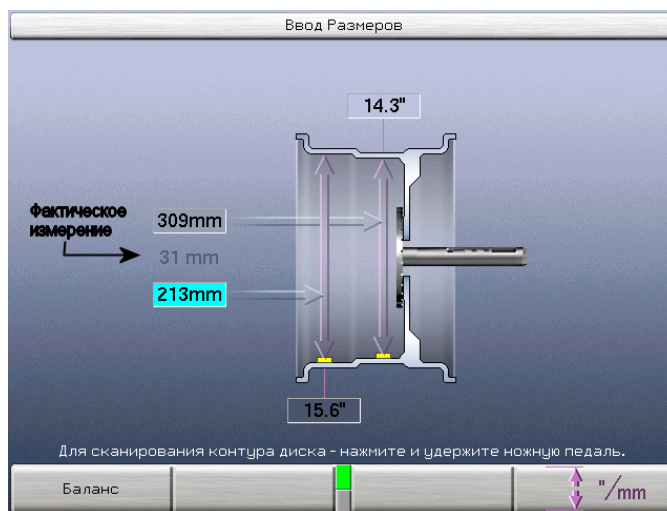 Ввод Размеров
14.3"
Фактическое
измерение
309mm
31 mm
213mm
15.6"
Для сканирования контура диска - нажмите и удержите ножную педаль.
Баланс
"/mm